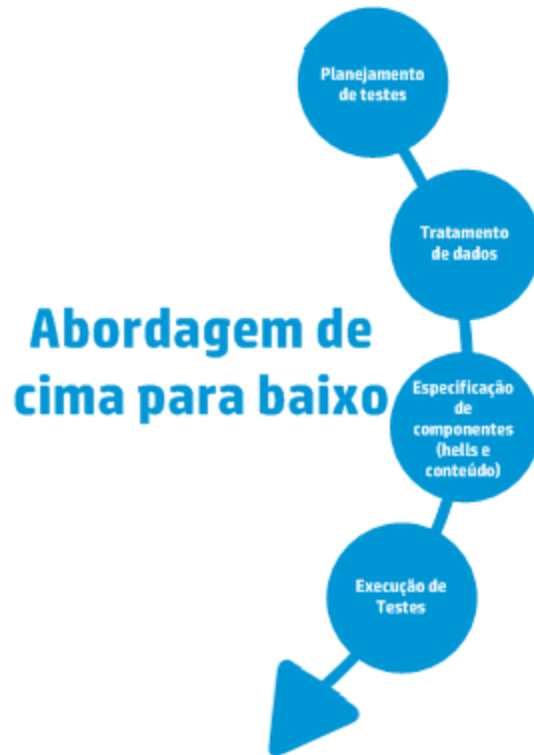 Planejamento
de testes
Tratamento
de dados
Abordagem de
cima para baixo
Especificação
de
componentes
(hells e
conteúdo)
Execução de
Testes